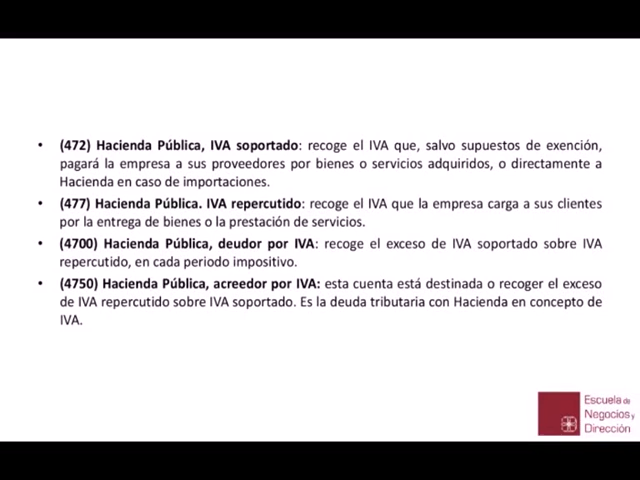 • (472) Hacienda Pública, IVA soportado: recoge el IVA que, salvo supuestos de exención,
pagará la empresa a sus proveedores por bienes o servicios adquiridos, o directamente a
Hacienda en caso de importaciones.
• (477) Hacienda Pública. IVA repercutido: recoge el IVA que la empresa carga a sus clientes
por la entrega de bienes o la prestación de servicios.
• (4700) Hacienda Pública, deudor por IVA: recoge el exceso de IVA soportado sobre IVA
repercutido, en cada periodo impositivo.
• (4750) Hacienda Pública, acreedor por IVA: esta cuenta está destinada o recoger el exceso
de IVA repercutido sobre IVA soportado. Es la deuda tributaria con Hacienda en concepto de
IVA.
Escuela de
Negocios y
Dirección